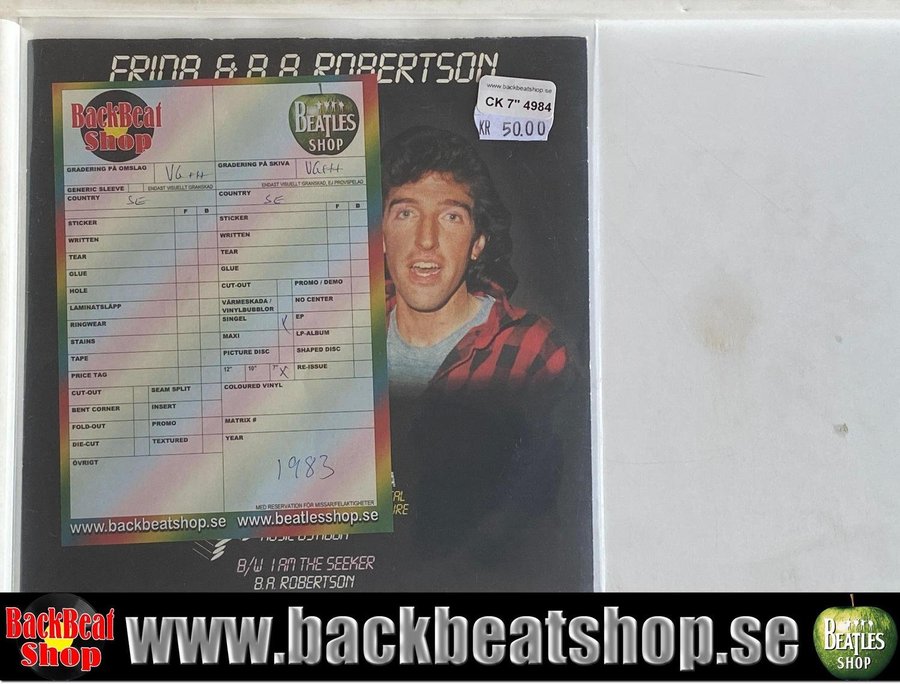 FRIDA & B.A. ROBERTSON
www.backbeatshop.se
CK 7" 4984
KR 50.00
BackBeat
Shop
BEATLES
SHOP
GRADERING PÅ OMSLAG VG++
GRADERING PÅ SKIVA VG++
GENERIC SLEEVE
ENDAST VISUELLT GRANSKAD
ENDAST VISUELLT GRANSKAD, EJ PROVSPELAD
COUNTRY SE
COUNTRY SE
F B
F B
STICKER
STICKER
WRITTEN
WRITTEN
TEAR
TEAR
GLUE
GLUE
HOLE
CUT-OUT
PROMO / DEMO
LAMINATSLÄPP
VÄRMESKADA /
VINYLBUBBLOR
NO CENTER
RINGWEAR
SINGEL X
EP
STAINS
MAXI
LP-ALBUM
TAPE
PICTURE DISC
SHAPED DISC
PRICE TAG
12" 10" 7" X
RE-ISSUE
CUT-OUT
SEAM SPLIT
COLOURED VINYL
BENT CORNER
INSERT
FOLD-OUT
PROMO
MATRIX #
DIE-CUT
TEXTURED
YEAR
ÖVRIGT
1983
MED RESERVATION FÖR MISSAR/FELAKTIGHETER
www.backbeatshop.se www.beatlesshop.se
B/W I AM THE SEEKER
B.A. ROBERTSON
BackBeat
Shop
www.backbeatshop.se
BEATLES
SHOP